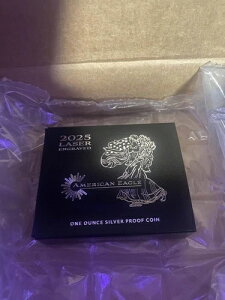 2025
LASER
ENGRAVED
AMERICAN EAGLE
ONE OUNCE SILVER PROOF COIN